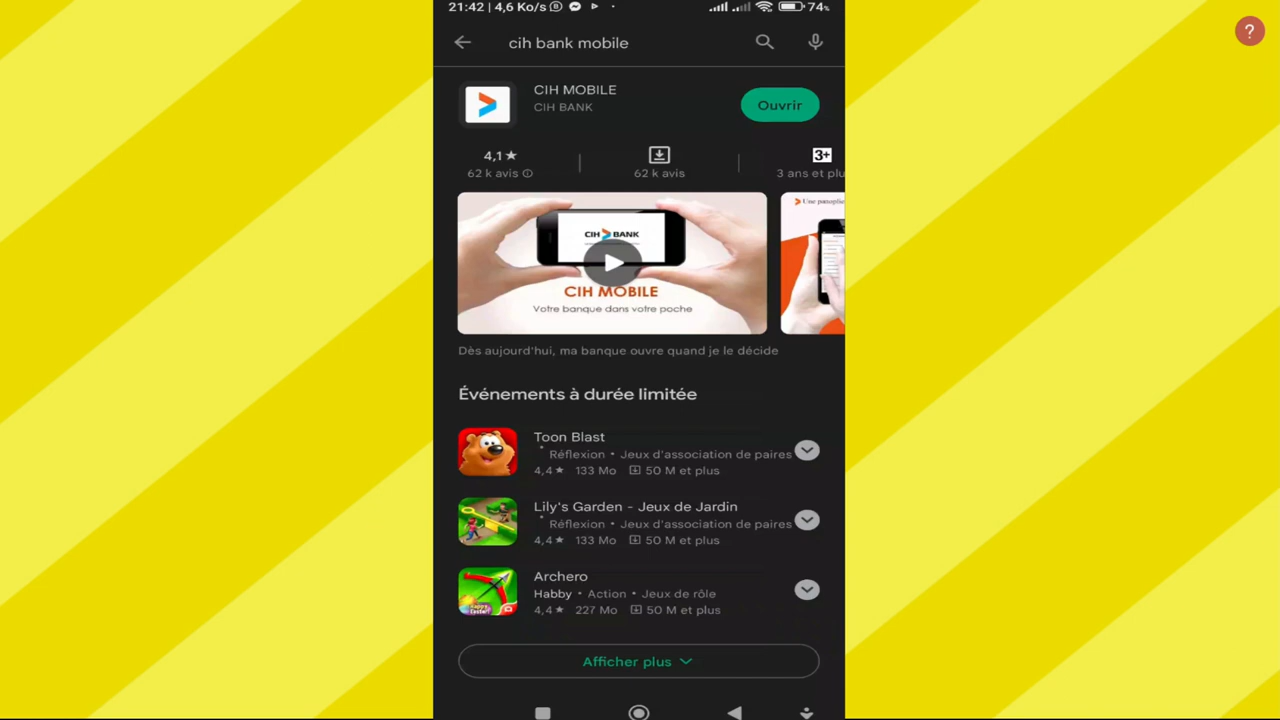 21:42 | 4,6 Ko/s 74%
?
cih bank mobile
CIH MOBILE
CIH BANK
Ouvrir
4,1★ 3+
62 k avis 62 k avis 3 ans et plu
CIH BANK
CIH MOBILE
Votre banque dans votre poche
Une panoplie
Dès aujourd'hui, ma banque ouvre quand je le décide
Événements à durée limitée
Toon Blast
Réflexion • Jeux d'association de paires
4,4★ 133 Mo 50 M et plus
Lily's Garden - Jeux de Jardin
Réflexion • Jeux d'association de paires
4,4★ 133 Mo 50 M et plus
Archero
Habby • Action • Jeux de rôle
4,4★ 227 Mo 50 M et plus
Afficher plus